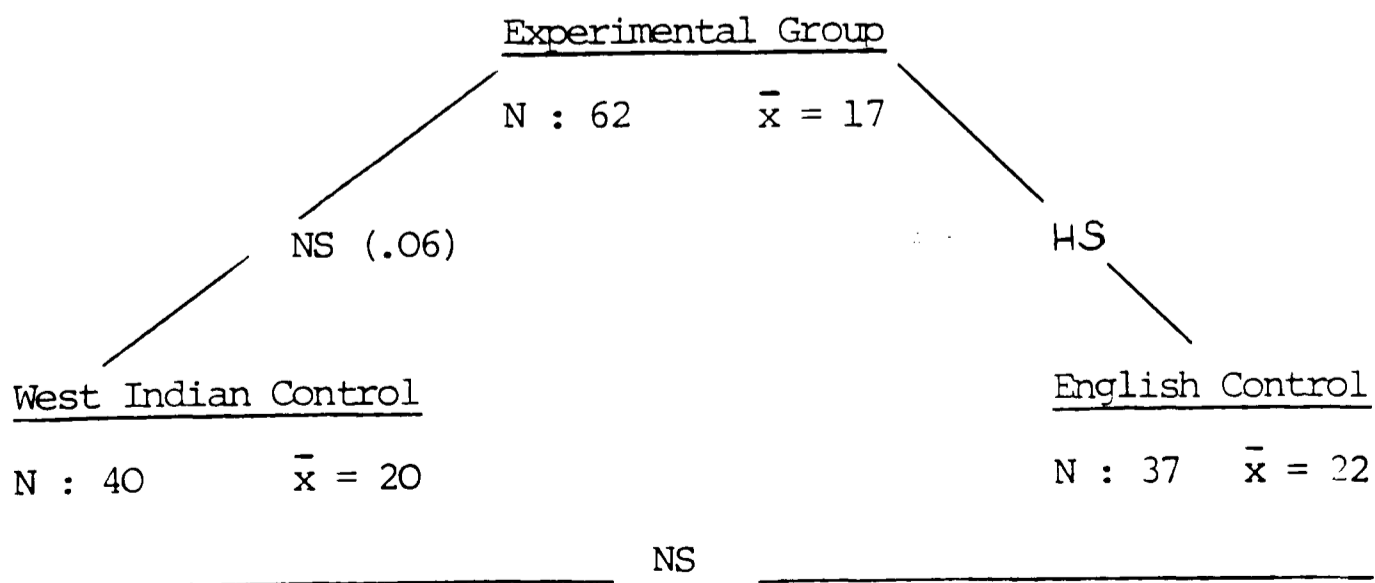 Experimental Group
N : 62 x̄ = 17
NS (.06)
HS
West Indian Control
English Control
N : 40 x̄ = 20
N : 37 x̄ = 22
NS